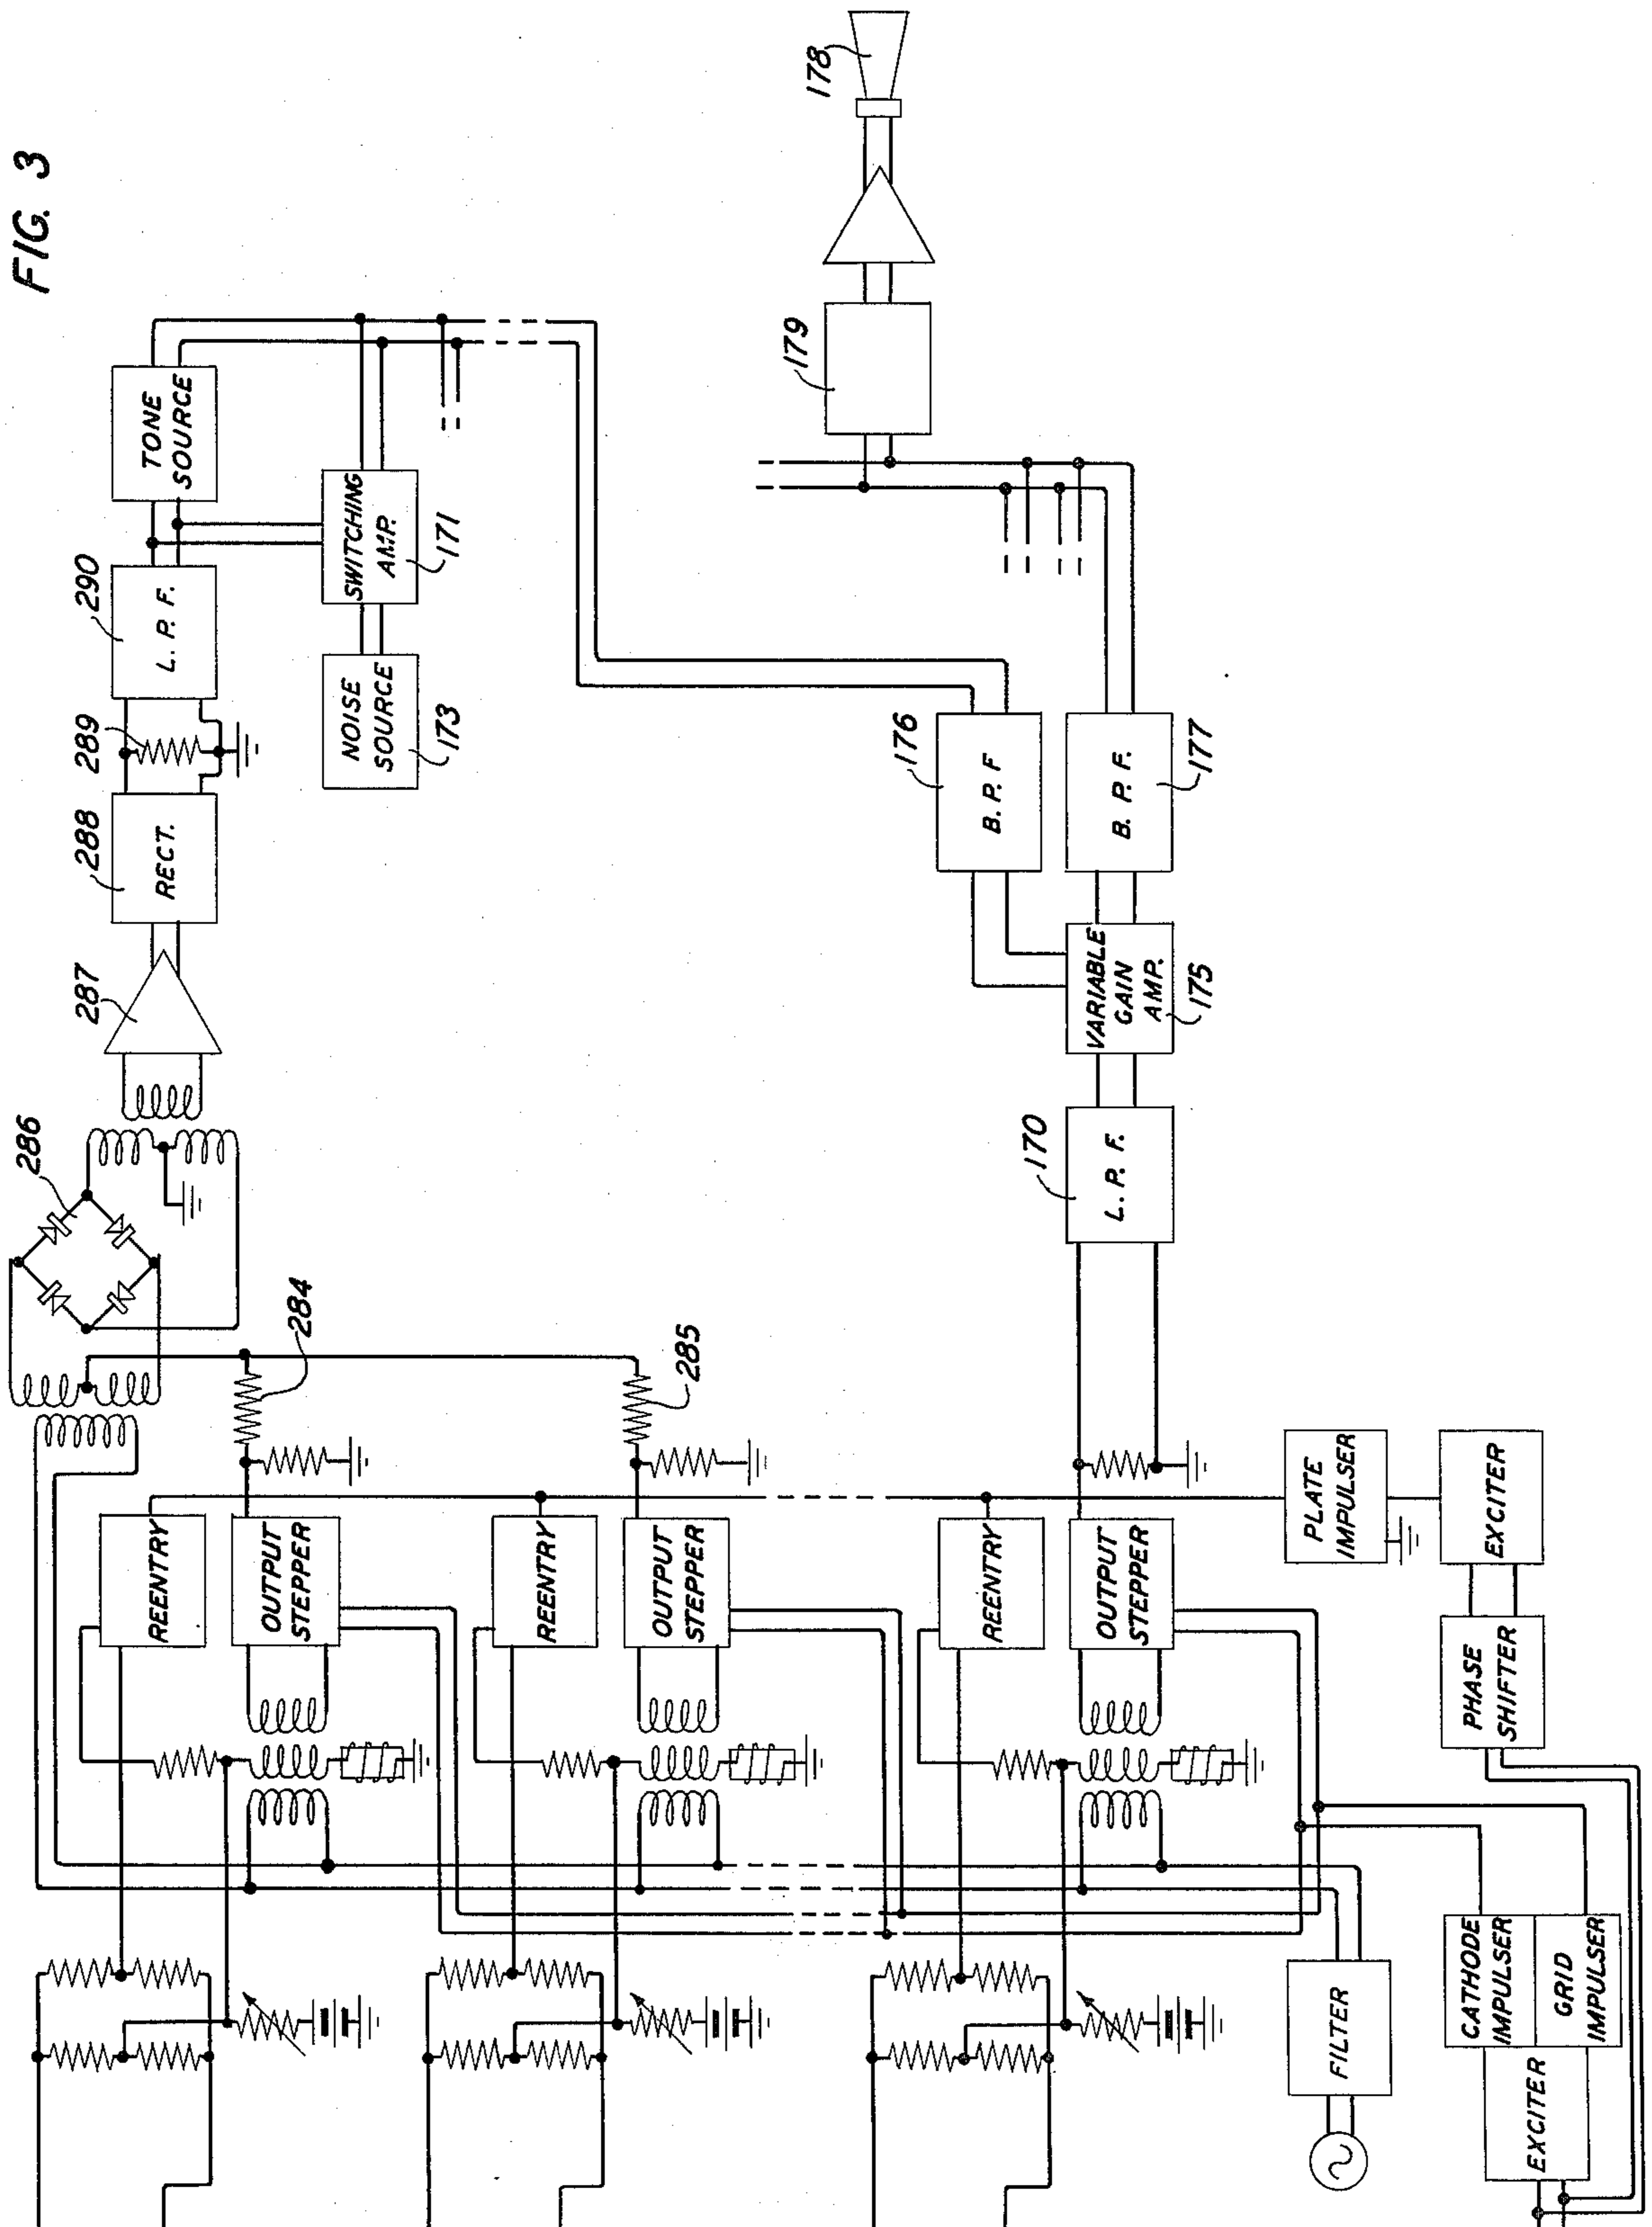 FIG. 3
286
287
288
289
290
RECT.
L. P. F.
TONE
SOURCE
NOISE
SOURCE
173
SWITCHING
AMP.
171
284
285
REENTRY
OUTPUT
STEPPER
REENTRY
OUTPUT
STEPPER
REENTRY
OUTPUT
STEPPER
170
L. P. F.
VARIABLE
GAIN
AMP.
175
176
B. P. F
B. P. F.
177
179
178
PLATE
IMPULSER
EXCITER
PHASE
SHIFTER
FILTER
CATHODE
IMPULSER
GRID
IMPULSER
EXCITER